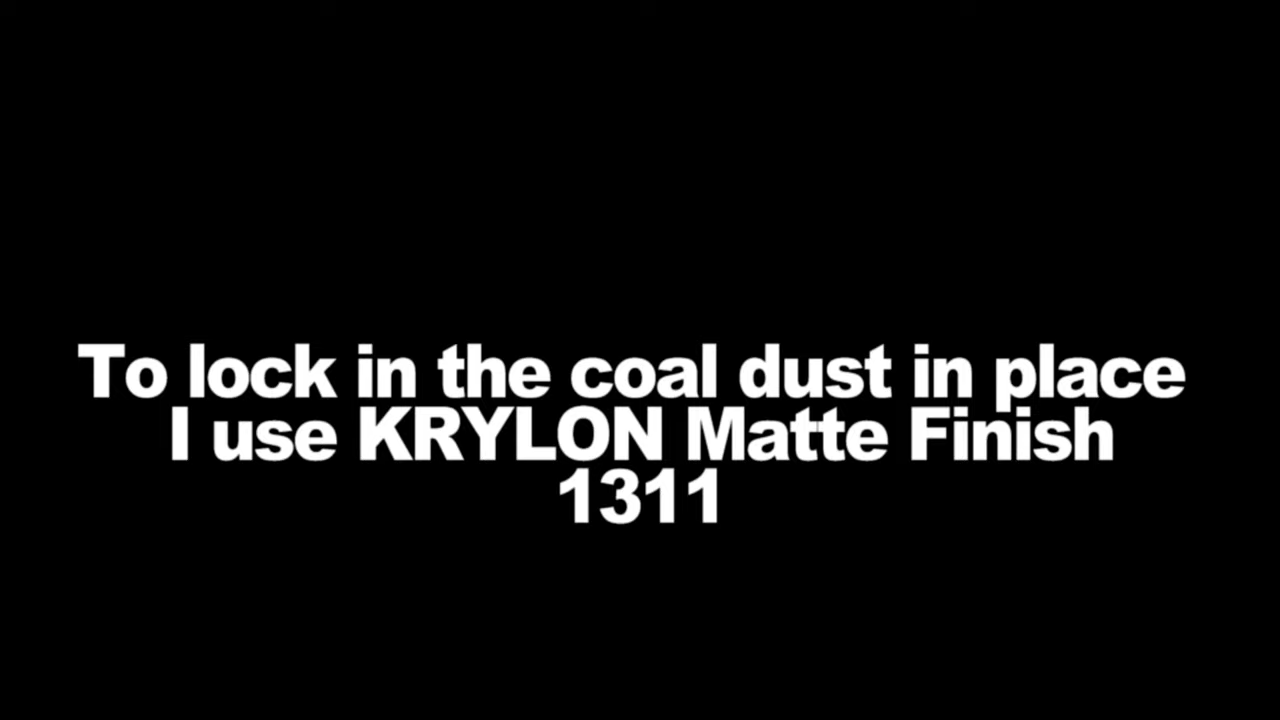 To lock in the coal dust in place
I use KRYLON Matte Finish
1311